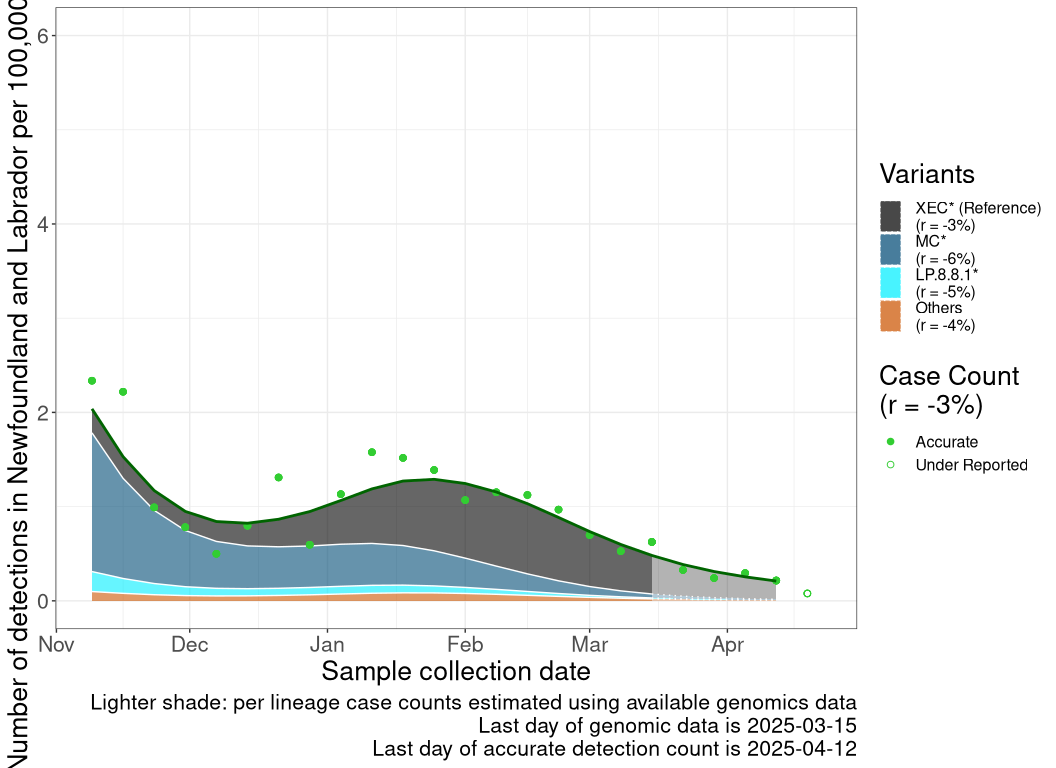 Number of detections in Newfoundland and Labrador per 100,000
6
4
2
0
Nov
Dec
Jan
Feb
Mar
Apr
Sample collection date
Lighter shade: per lineage case counts estimated using available genomics data
Last day of genomic data is 2025-03-15
Last day of accurate detection count is 2025-04-12
Variants
XEC* (Reference)
(r = -3%)
MC*
(r = -6%)
LP.8.8.1*
(r = -5%)
Others
(r = -4%)
Case Count
(r = -3%)
Accurate
Under Reported